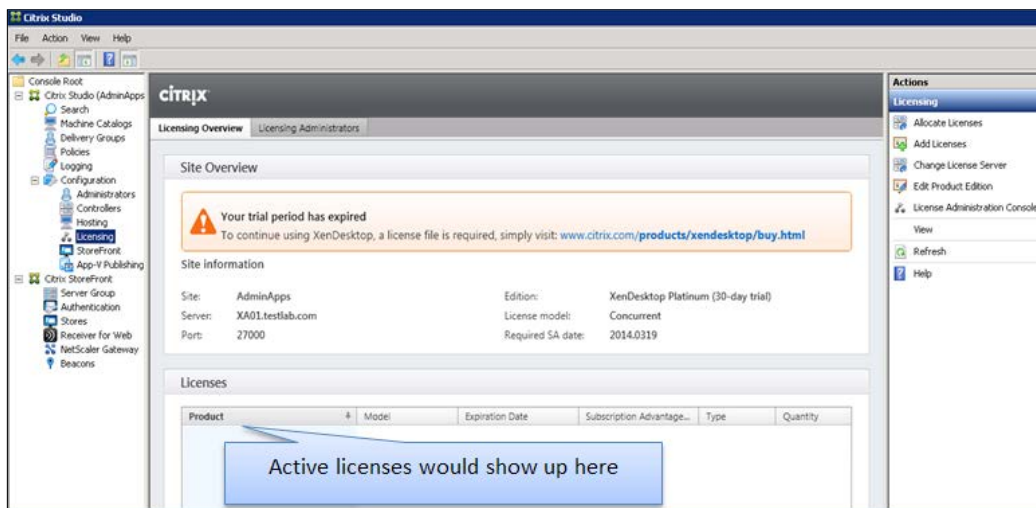 Citrix Studio
File Action View Help
Console Root
Citrix Studio (AdminApps
Search
Machine Catalogs
Delivery Groups
Policies
Logging
Configuration
Administrators
Controllers
Hosting
Licensing
StoreFront
App-V Publishing
Citrix StoreFront
Server Group
Authentication
Stores
Receiver for Web
NetScaler Gateway
Beacons
CİTRIX
Licensing Overview Licensing Administrators
Site Overview
Your trial period has expired
To continue using XenDesktop, a license file is required, simply visit: www.citrix.com/products/xendesktop/buy.html
Site information
Site: AdminApps Edition: XenDesktop Platinum (30-day trial)
Server: XA01.testlab.com License model: Concurrent
Port: 27000 Required SA date: 2014.0319
Licenses
Product Model Expiration Date Subscription Advantage... Type Quantity
Active licenses would show up here
Actions
Licensing
Allocate Licenses
Add Licenses
Change License Server
Edit Product Edition
License Administration Console
View
Refresh
Help